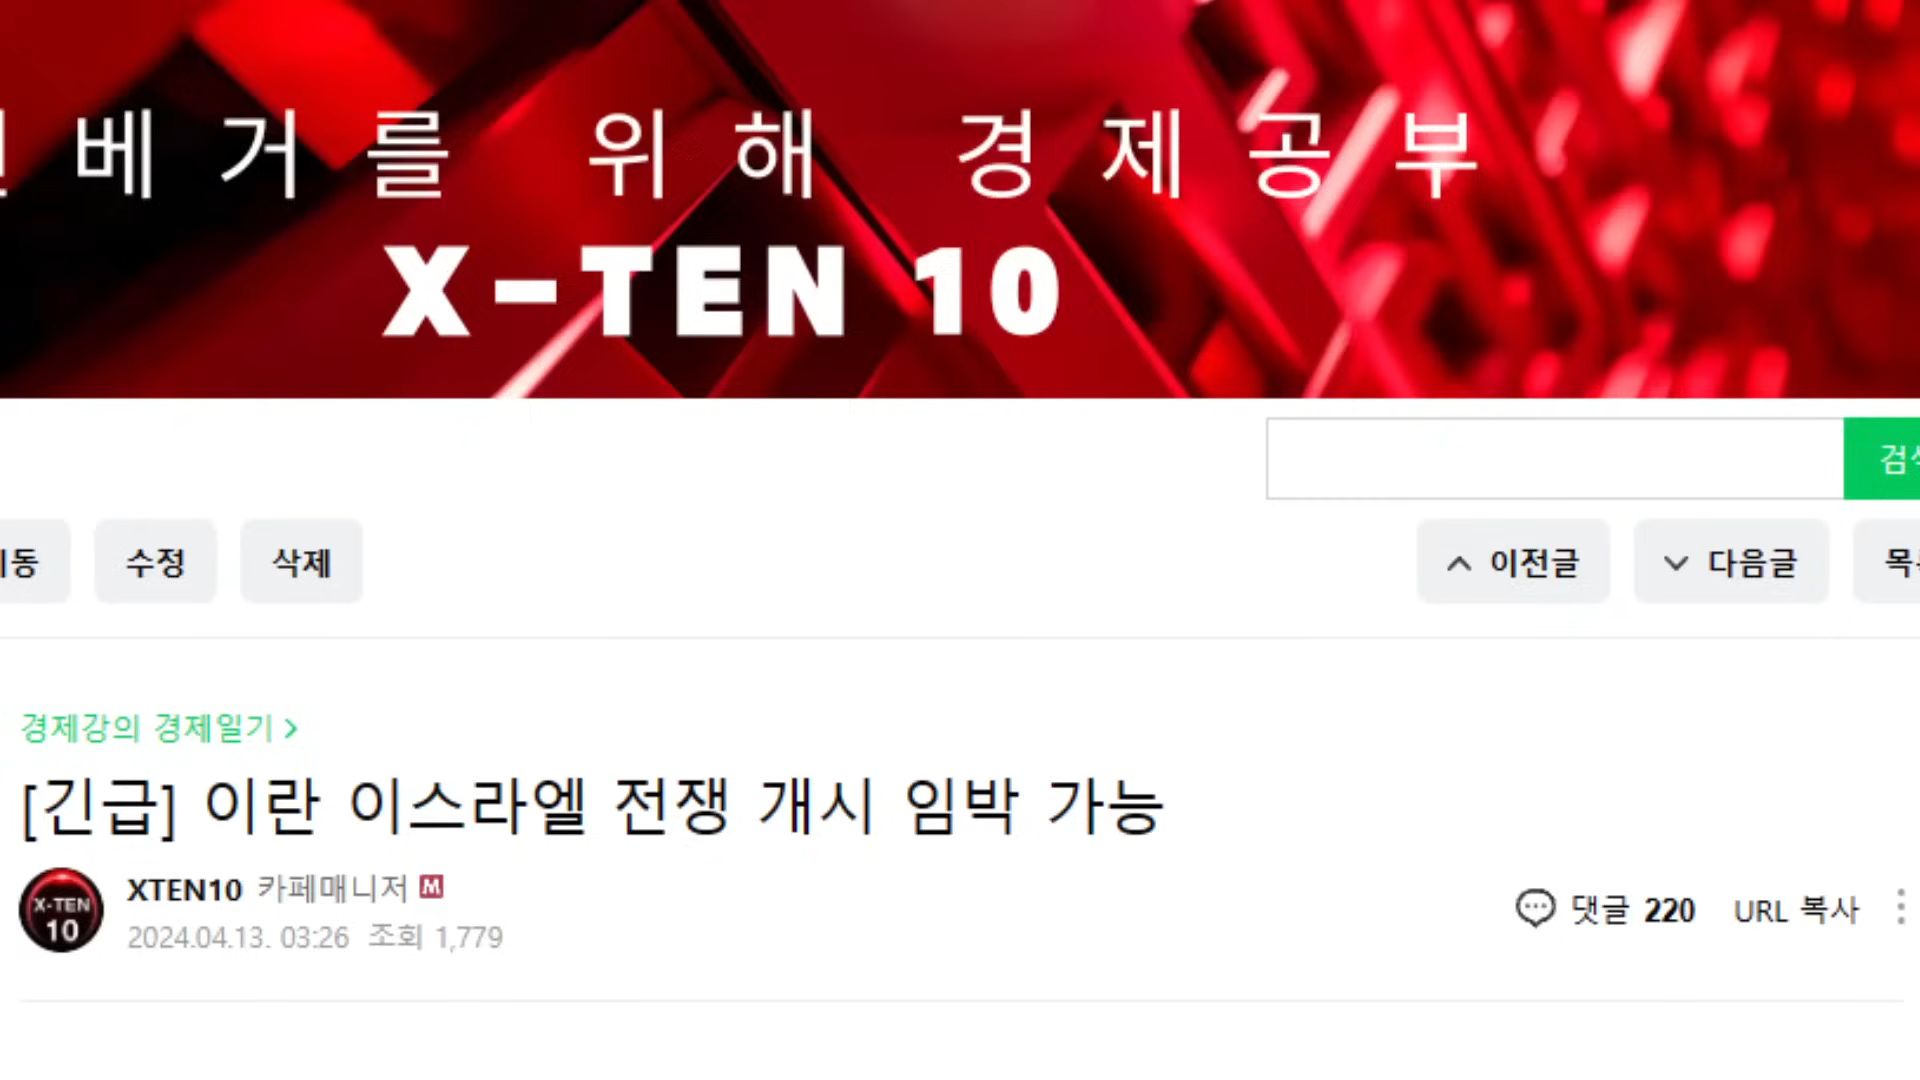 베거를 위해 경제공부
X-TEN 10
수정
삭제
이전글
다음글
경제강의 경제일기 >
[긴급] 이란 이스라엘 전쟁 개시 임박 가능
X-TEN
10
XTEN10 카페매니저 M
2024.04.13. 03:26 조회 1,779
댓글 220 URL 복사